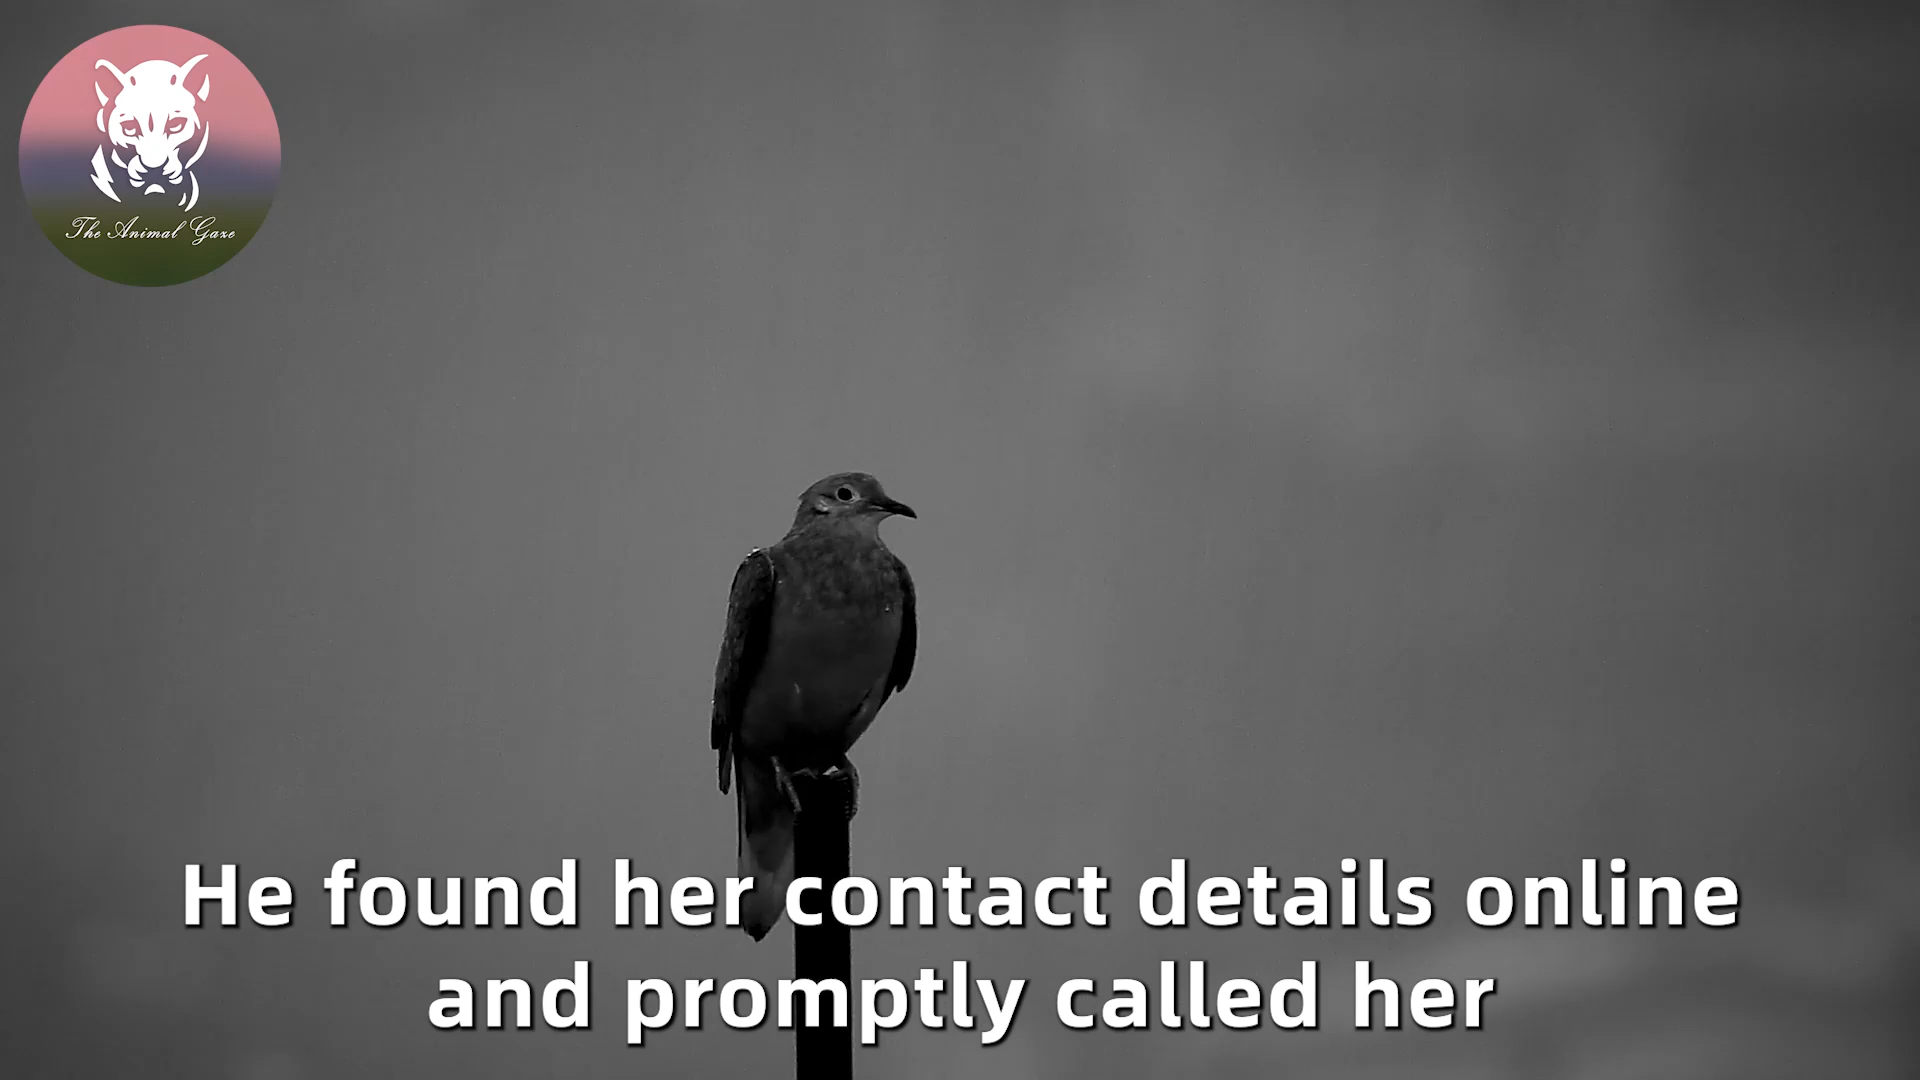 The Animal Gaze
He found her contact details online
and promptly called her